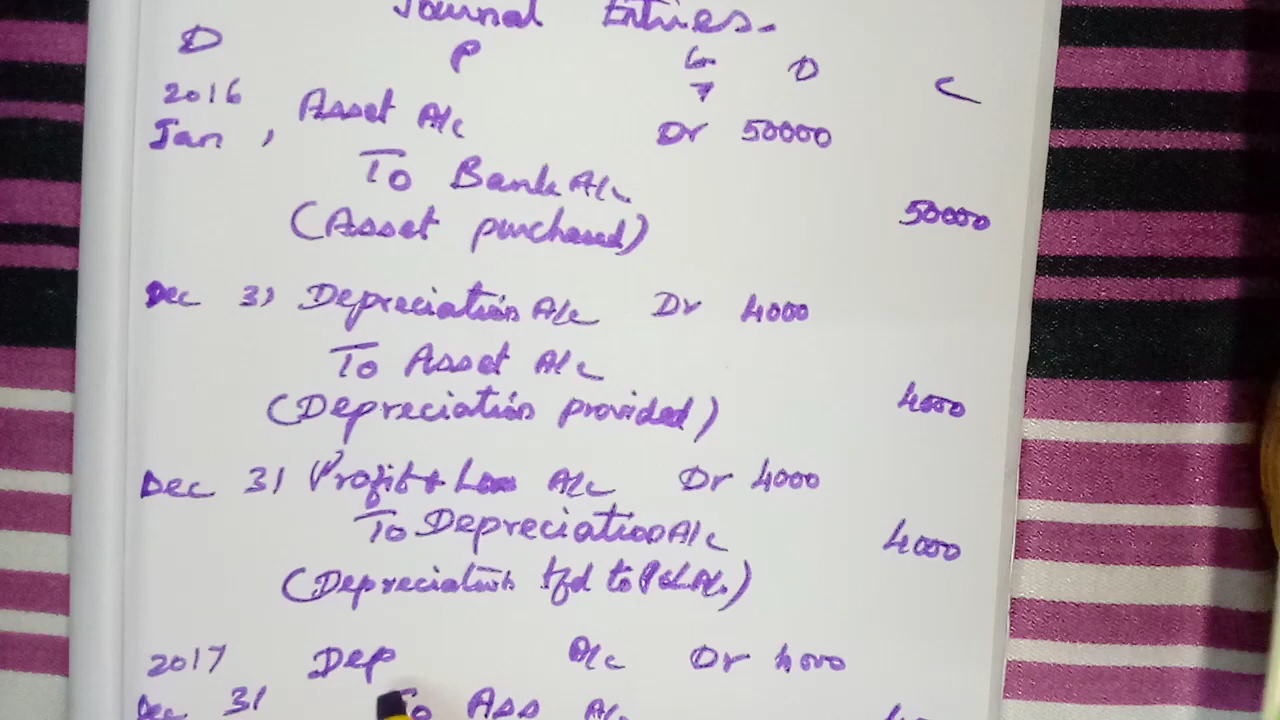 Journal Entries.
D P Lr F D C
2016 Asset A/c Dr 50000
Jan 1
To Bank A/c
50000
(Asset purchased)
Dec 31 Depreciation A/c Dr 4000
To Asset A/c
4000
(Depreciation provided)
Dec 31 Profit + Loss A/c Dr 4000
To Depreciation A/c
4000
(Depreciation tfd to P&L A/c.)
2017 Dep A/c Dr 4000
Dec 31 To Ass A/c